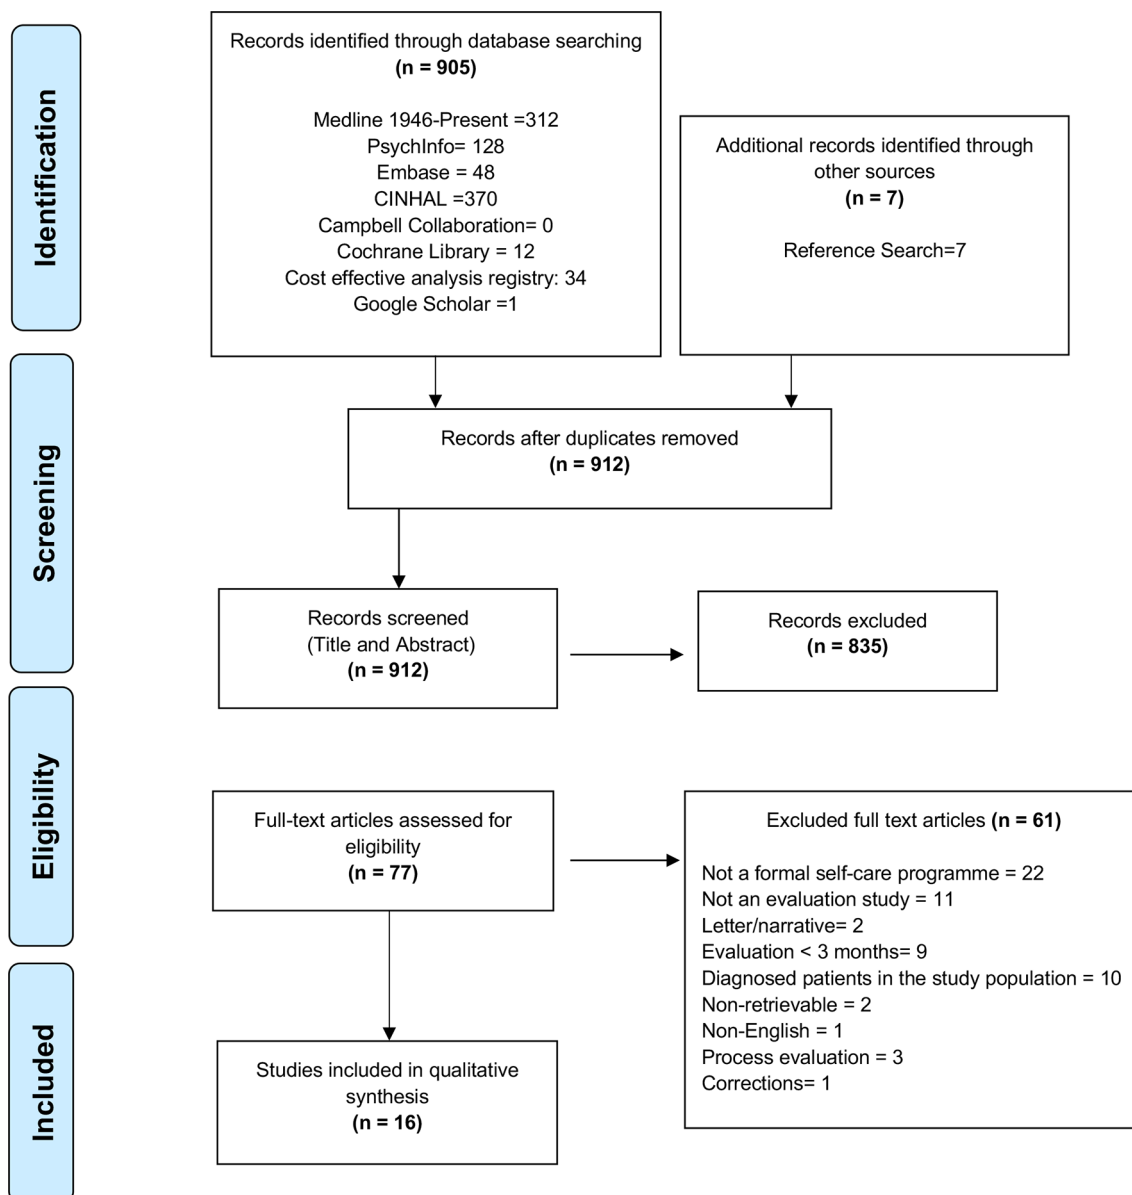 Identification
Records identified through database searching
(n = 905)
Medline 1946-Present =312
PsychInfo= 128
Embase = 48
CINHAL =370
Campbell Collaboration= 0
Cochrane Library = 12
Cost effective analysis registry: 34
Google Scholar =1
Additional records identified through
other sources
(n = 7)
Reference Search=7
Screening
Records after duplicates removed
(n = 912)
Records screened
(Title and Abstract)
(n = 912)
Records excluded
(n = 835)
Eligibility
Full-text articles assessed for
eligibility
(n = 77)
Excluded full text articles (n = 61)
Not a formal self-care programme = 22
Not an evaluation study = 11
Letter/narrative= 2
Evaluation < 3 months= 9
Diagnosed patients in the study population = 10
Non-retrievable = 2
Non-English = 1
Process evaluation = 3
Corrections= 1
Included
Studies included in qualitative
synthesis
(n = 16)